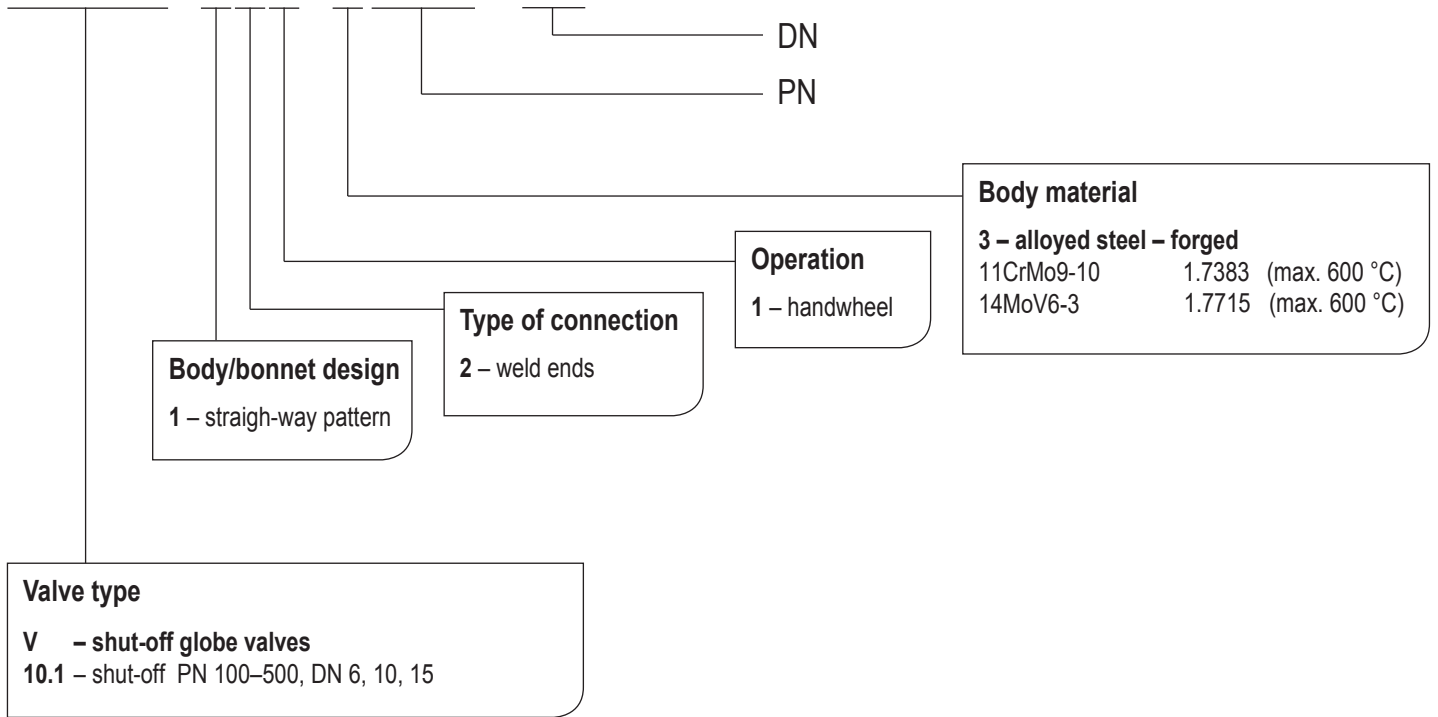 DN
PN
Body material
3 – alloyed steel – forged
11CrMo9-10 1.7383 (max. 600 °C)
14MoV6-3 1.7715 (max. 600 °C)
Operation
1 – handwheel
Type of connection
2 – weld ends
Body/bonnet design
1 – straigh-way pattern
Valve type
V – shut-off globe valves
10.1 – shut-off PN 100–500, DN 6, 10, 15